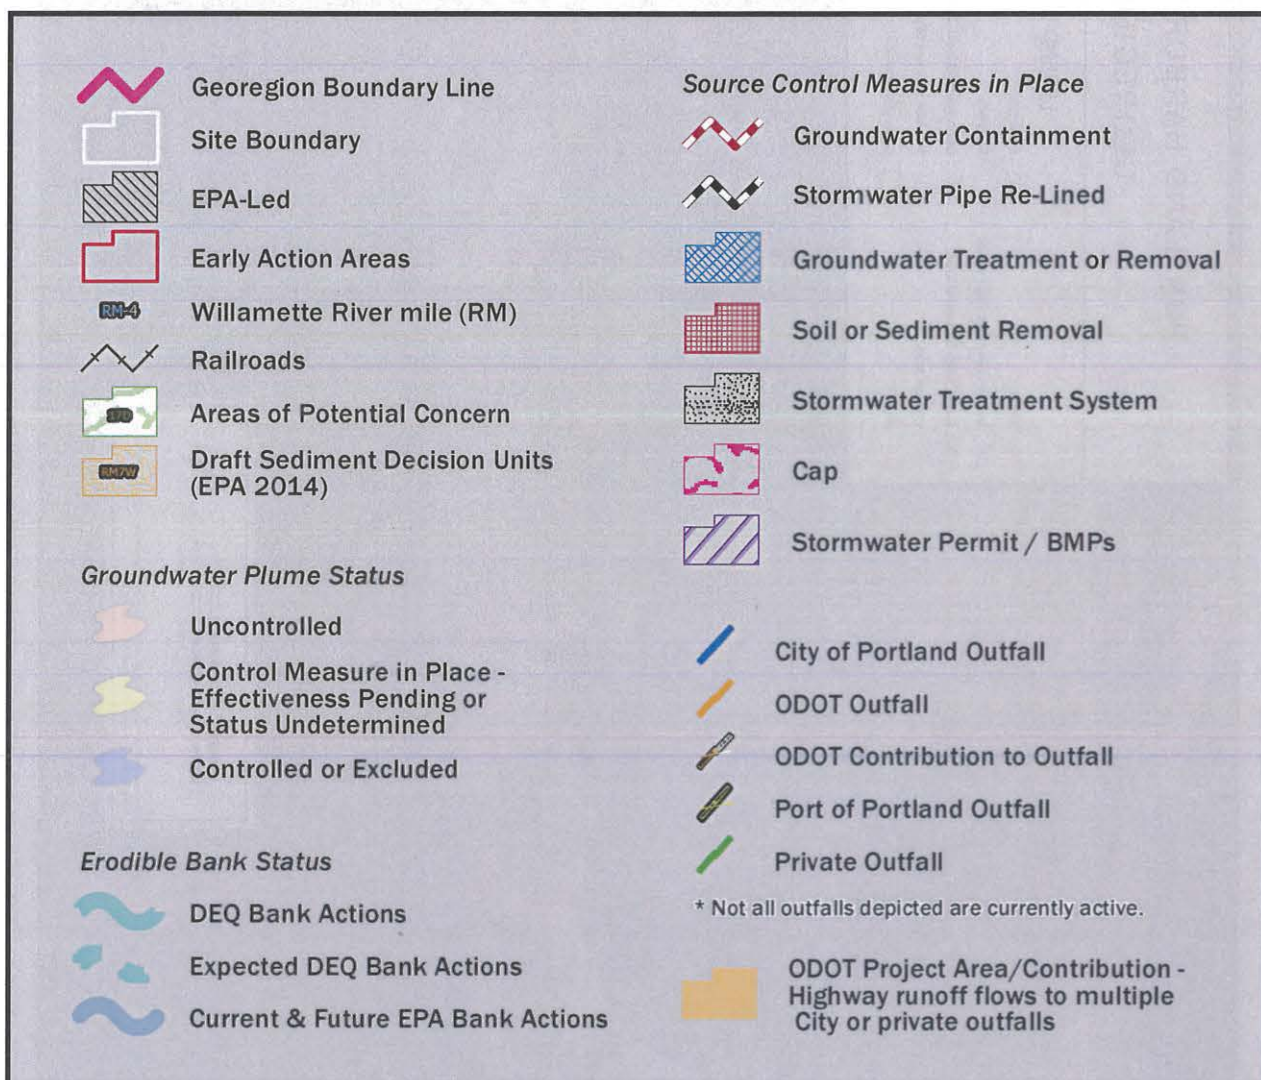 Georegion Boundary Line
Site Boundary
EPA-Led
Early Action Areas
RM-4
Willamette River mile (RM)
Railroads
17D
Areas of Potential Concern
RM7W
Draft Sediment Decision Units
(EPA 2014)
Groundwater Plume Status
Uncontrolled
Control Measure in Place -
Effectiveness Pending or
Status Undetermined
Controlled or Excluded
Erodible Bank Status
DEQ Bank Actions
Expected DEQ Bank Actions
Current & Future EPA Bank Actions
Source Control Measures in Place
Groundwater Containment
Stormwater Pipe Re-Lined
Groundwater Treatment or Removal
Soil or Sediment Removal
Stormwater Treatment System
Cap
Stormwater Permit / BMPs
City of Portland Outfall
ODOT Outfall
ODOT Contribution to Outfall
Port of Portland Outfall
Private Outfall
* Not all outfalls depicted are currently active.
ODOT Project Area/Contribution -
Highway runoff flows to multiple
City or private outfalls